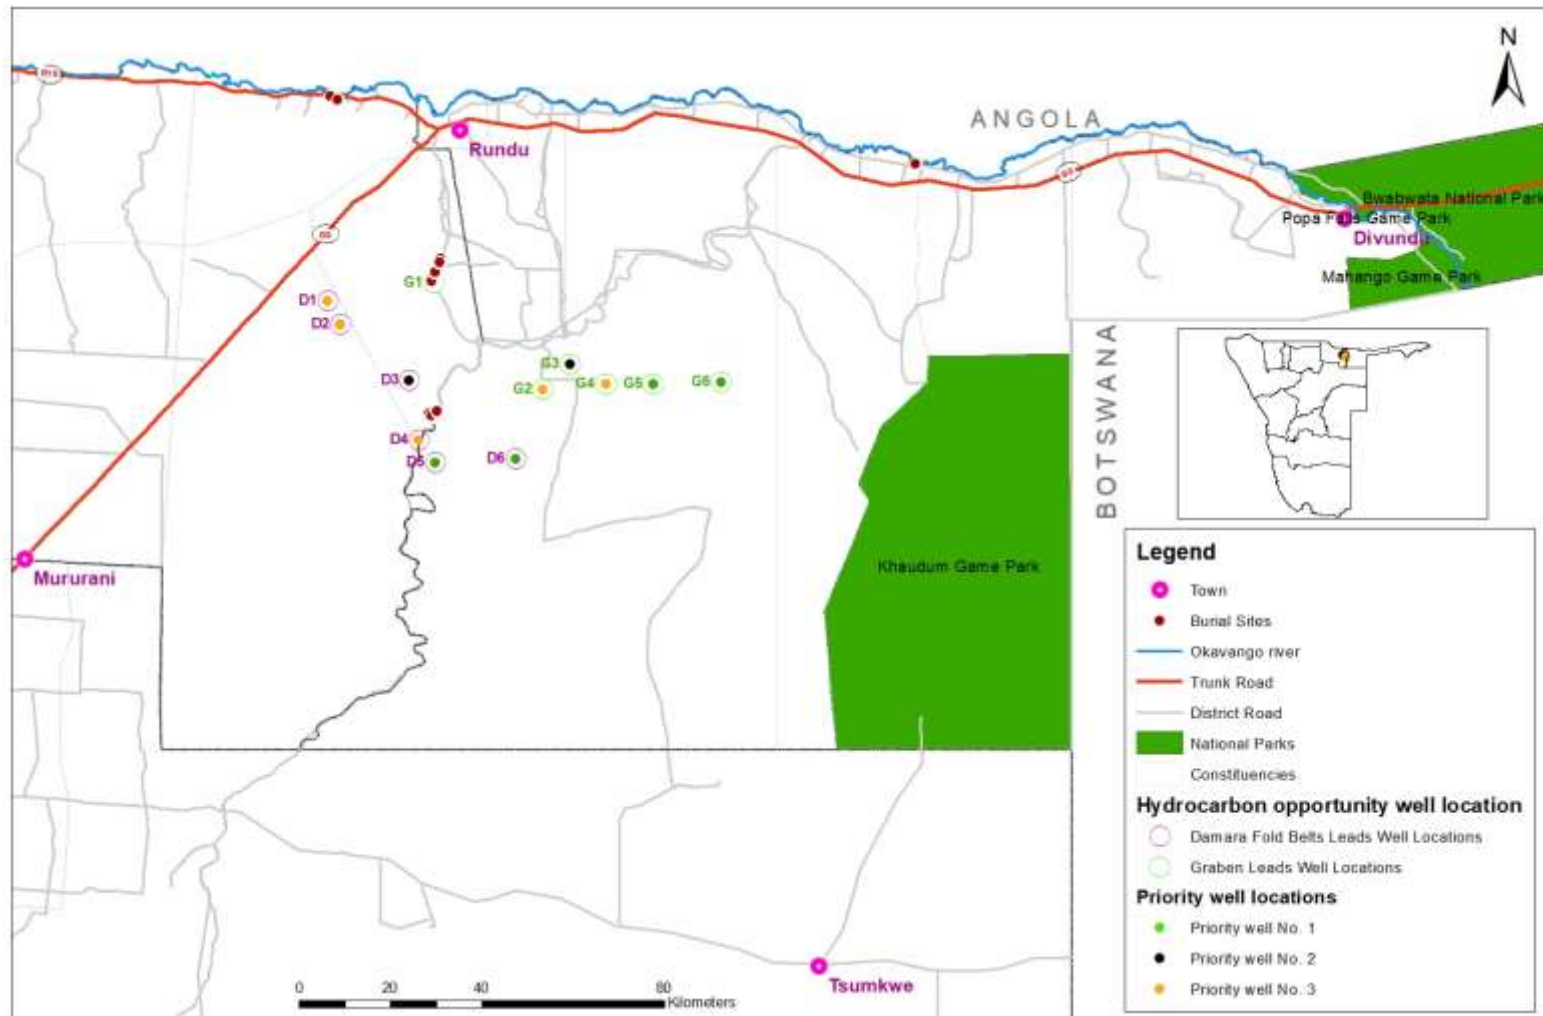 N
ANGOLA
Rundu
Bwabwata National Park
Popa Falls Game Park
Divundu
Mahango Game Park
G1
D1
D2
D3
G3
G2
G4
G5
G6
D4
D5
D6
BOTSWANA
Khaudum Game Park
Mururani
Tsumkwe
0 20 40 80
Kilometers
Legend
Town
Burial Sites
Okavango river
Trunk Road
District Road
National Parks
Constituencies
Hydrocarbon opportunity well location
Damara Fold Belts Leads Well Locations
Graben Leads Well Locations
Priority well locations
Priority well No. 1
Priority well No. 2
Priority well No. 3